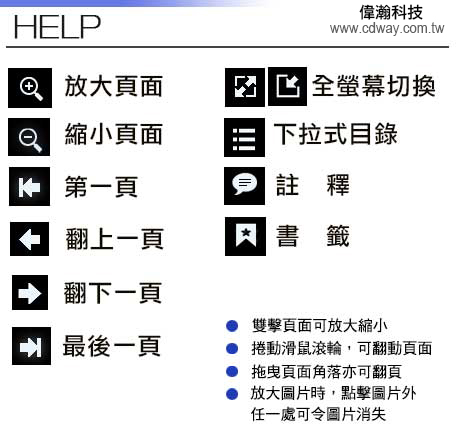 HELP
偉瀚科技
www.cdway.com.tw
放大頁面
縮小頁面
第一頁
翻上一頁
翻下一頁
最後一頁
全螢幕切換
下拉式目錄
註 釋
書 籤
雙擊頁面可放大縮小
捲動滑鼠滾輪，可翻動頁面
拖曳頁面角落亦可翻頁
放大圖片時，點擊圖片外
任一處可令圖片消失